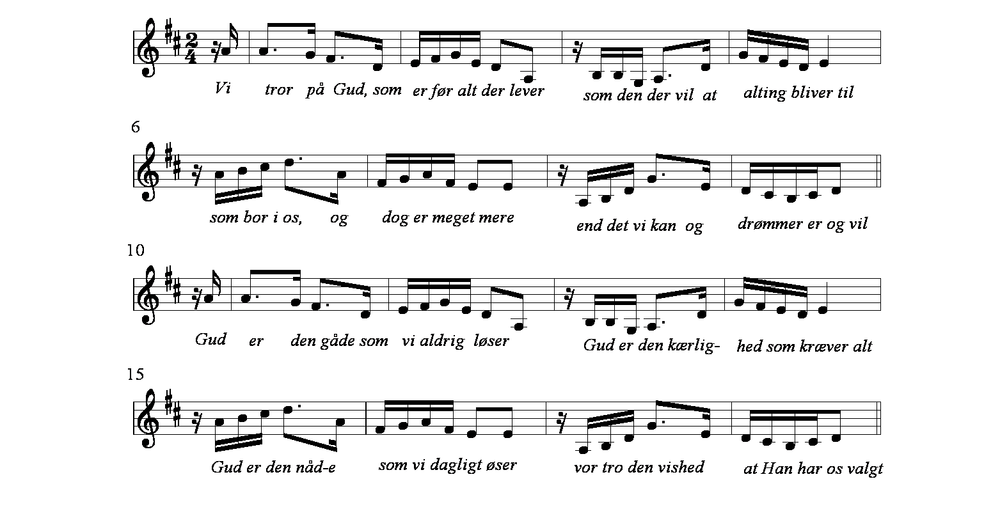 2
4
Vi tror på Gud, som er før alt der lever som den der vil at alting bliver til
6
som bor i os, og dog er meget mere end det vi kan og drømmer er og vil
10
Gud er den gåde som vi aldrig løser Gud er den kærlig- hed som kræver alt
15
Gud er den nåd-e som vi dagligt øser vor tro den vished at Han har os valgt